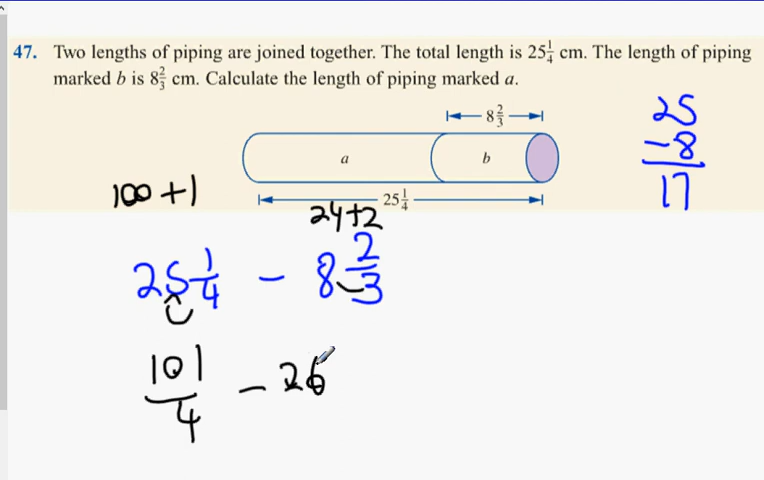 47. Two lengths of piping are joined together. The total length is 25¼ cm. The length of piping
marked b is 8⅔ cm. Calculate the length of piping marked a.
8⅔
a
b
25¼
25
-8
17
100+1
24+2
25¼ - 8⅔
101/4 - 26